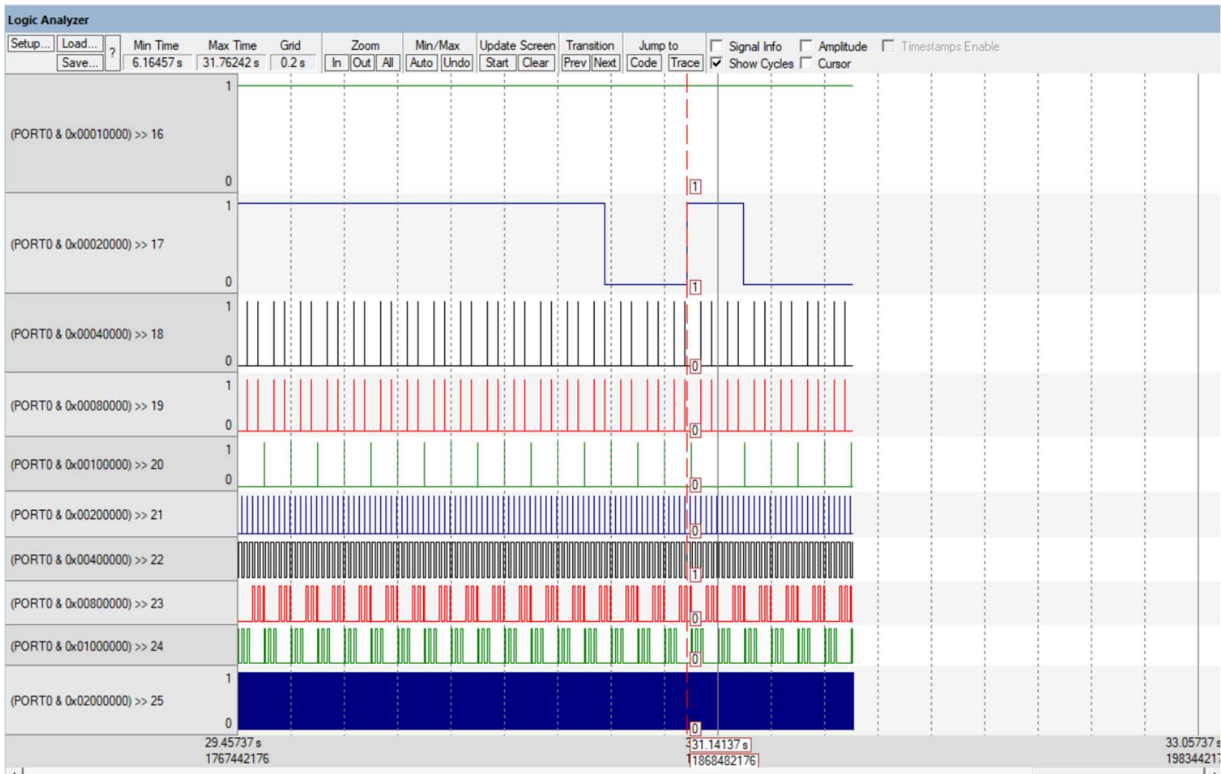 Logic Analyzer
Setup... Load... ? Min Time Max Time Grid Zoom Min/Max Update Screen Transition Jump to Signal Info Amplitude Timestamps Enable
Save... 6.16457 s 31.76242 s 0.2 s In Out All Auto Undo Start Clear Prev Next Code Trace Show Cycles Cursor
1
(PORT0 & 0x00010000) >> 16
0 1
1
(PORT0 & 0x00020000) >> 17
0 1
1
(PORT0 & 0x00040000) >> 18
0 0
1
(PORT0 & 0x00080000) >> 19
0 0
1
(PORT0 & 0x00100000) >> 20
0 0
(PORT0 & 0x00200000) >> 21
0
(PORT0 & 0x00400000) >> 22
1
(PORT0 & 0x00800000) >> 23
0
(PORT0 & 0x01000000) >> 24
0
1
(PORT0 & 0x02000000) >> 25
0 0
29.45737 s 31.14137 s 33.05737 s
1767442176 1868482176